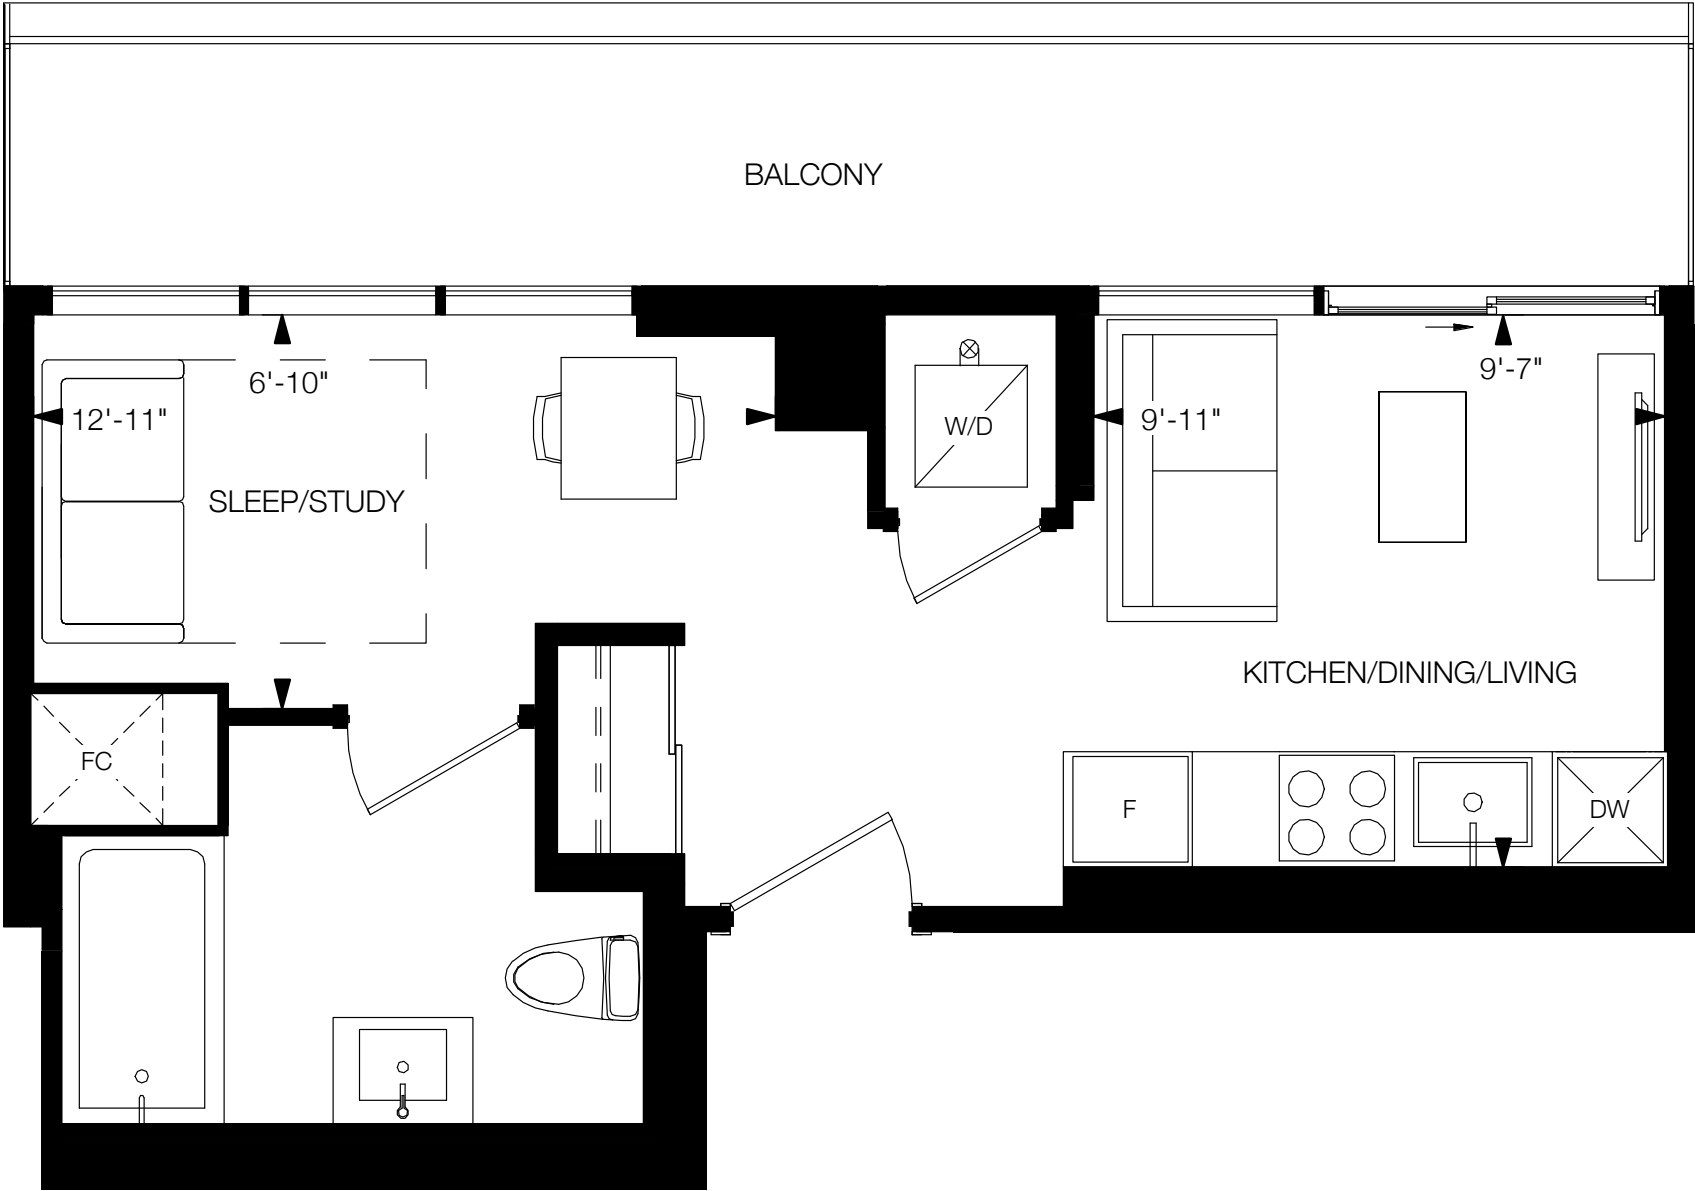 BALCONY
6'-10"
9'-7"
12'-11"
W/D
9'-11"
SLEEP/STUDY
KITCHEN/DINING/LIVING
FC
F
DW